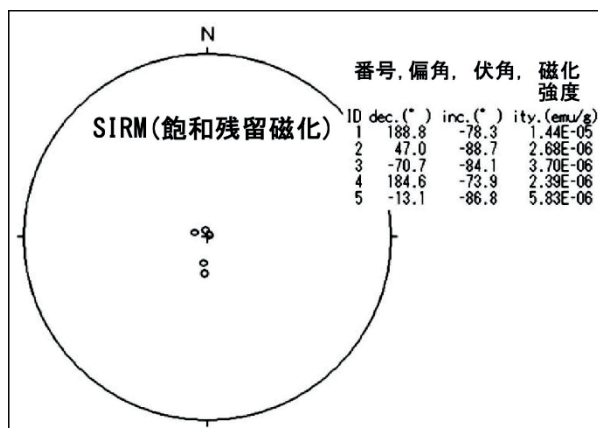 N
SIRM(飽和残留磁化)
番号, 偏角, 伏角, 磁化
強度
ID dec.(°) inc.(°) ity.(emu/g)
1 188.8 -78.3 1.44E-05
2 47.0 -88.7 2.68E-06
3 -70.7 -84.1 3.70E-06
4 184.6 -73.9 2.39E-06
5 -13.1 -86.8 5.83E-06